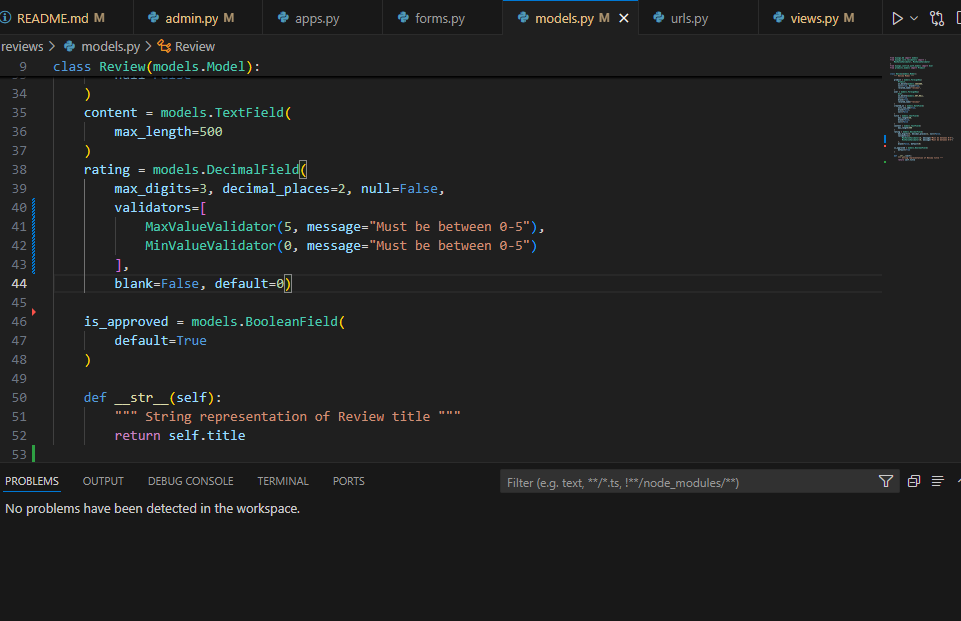 README.md M admin.py M apps.py forms.py models.py M urls.py views.py M
reviews > models.py > Review
9 class Review(models.Model):
34 )
35 content = models.TextField(
36 max_length=500
37 )
38 rating = models.DecimalField(
39 max_digits=3, decimal_places=2, null=False,
40 validators=[
41 MaxValueValidator(5, message="Must be between 0-5"),
42 MinValueValidator(0, message="Must be between 0-5")
43 ],
44 blank=False, default=0)
45
46 is_approved = models.BooleanField(
47 default=True
48 )
49
50 def __str__(self):
51 """ String representation of Review title """
52 return self.title
53
PROBLEMS OUTPUT DEBUG CONSOLE TERMINAL PORTS Filter (e.g. text, **/*.ts, !**/node_modules/**)
No problems have been detected in the workspace.